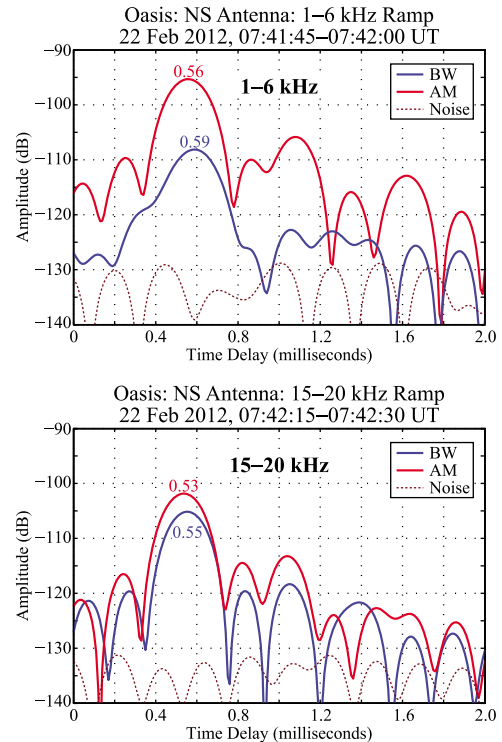 Oasis: NS Antenna: 1–6 kHz Ramp
22 Feb 2012, 07:41:45–07:42:00 UT
−90
−100
−110
−120
−130
−140
Amplitude (dB)
0.56
0.59
1–6 kHz
BW
AM
Noise
0.0 0.4 0.8 1.2 1.6 2.0
Time Delay (milliseconds)
Oasis: NS Antenna: 15–20 kHz Ramp
22 Feb 2012, 07:42:15–07:42:30 UT
−90
−100
−110
−120
−130
−140
Amplitude (dB)
0.53
0.55
15–20 kHz
BW
AM
Noise
0.0 0.4 0.8 1.2 1.6 2.0
Time Delay (milliseconds)